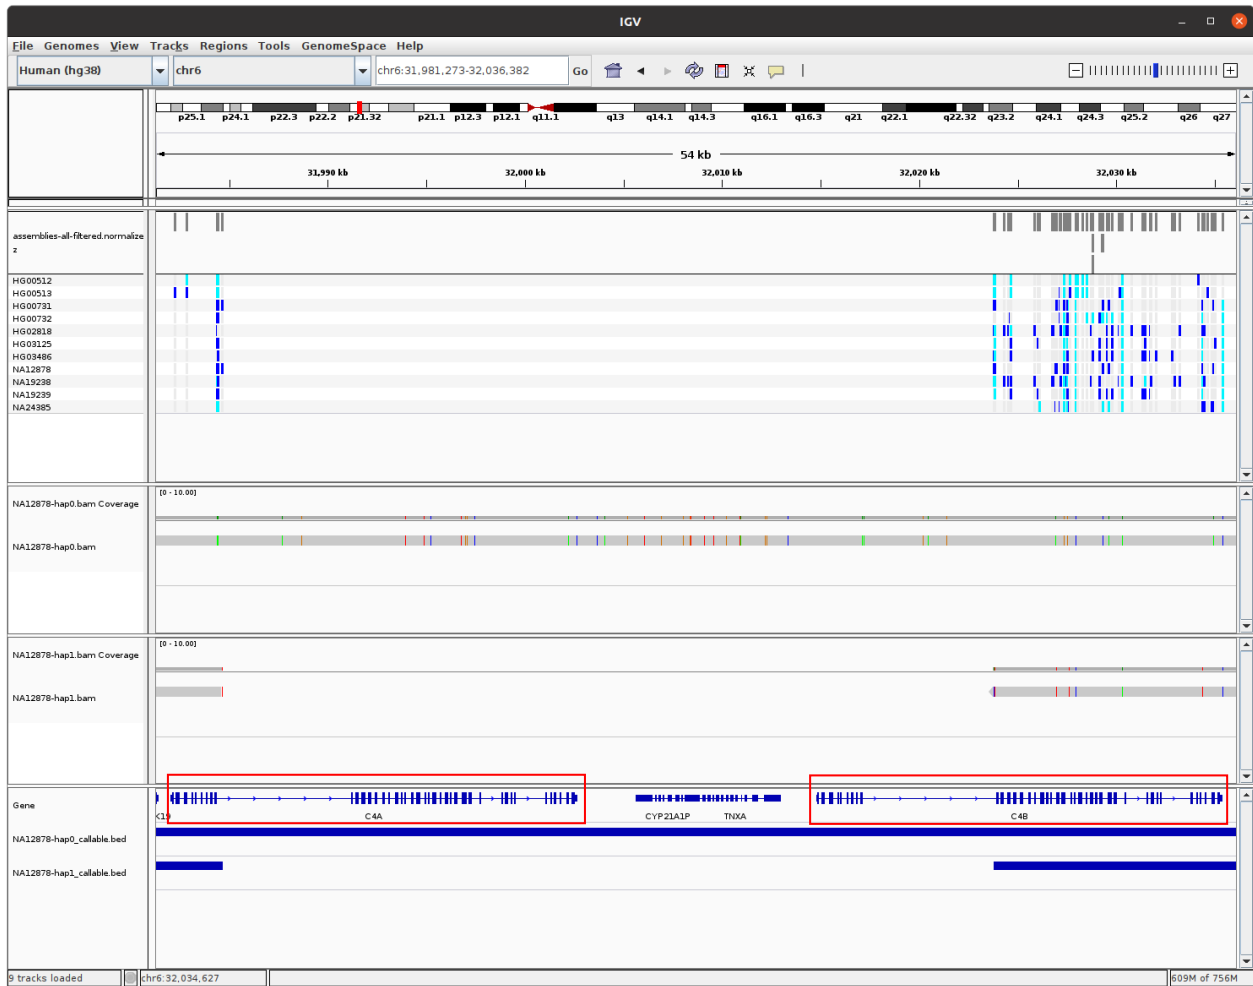 IGV
File Genomes View Tracks Regions Tools GenomeSpace Help
Human (hg38) chr6 chr6:31,981,273-32,036,382 Go
p25.1 p24.1 p22.3 p22.2 p21.32 p21.1 p12.3 p12.1 q11.1 q13 q14.1 q14.3 q16.1 q16.3 q21 q22.1 q22.32 q23.2 q24.1 q24.3 q25.2 q26 q27
54 kb
31,990 kb 32,000 kb 32,010 kb 32,020 kb 32,030 kb
assemblies-all-filtered.normalize
z
HG00512
HG00513
HG00731
HG00732
HG02818
HG03125
HG03486
NA12878
NA19238
NA19239
NA24385
[0 - 10.00]
NA12878-hap0.bam Coverage
NA12878-hap0.bam
[0 - 10.00]
NA12878-hap1.bam Coverage
NA12878-hap1.bam
Gene
K19 C4A CYP21A1P TNXA C4B
NA12878-hap0_callable.bed
NA12878-hap1_callable.bed
9 tracks loaded chr6:32,034,627 609M of 756M